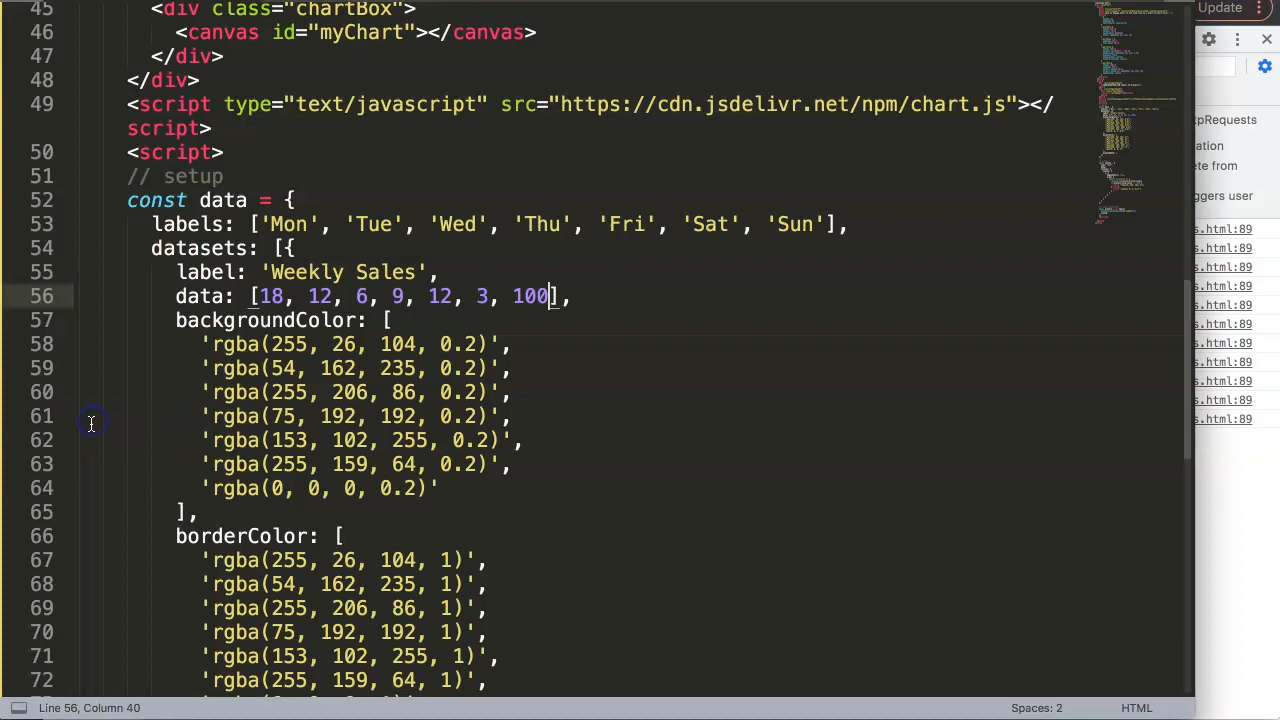 45 <div class="chartBox">
46 <canvas id="myChart"></canvas>
47 </div>
48 </div>
49 <script type="text/javascript" src="https://cdn.jsdelivr.net/npm/chart.js"></
script>
50 <script>
51 // setup
52 const data = {
53 labels: ['Mon', 'Tue', 'Wed', 'Thu', 'Fri', 'Sat', 'Sun'],
54 datasets: [{
55 label: 'Weekly Sales',
56 data: [18, 12, 6, 9, 12, 3, 100],
57 backgroundColor: [
58 'rgba(255, 26, 104, 0.2)',
59 'rgba(54, 162, 235, 0.2)',
60 'rgba(255, 206, 86, 0.2)',
61 'rgba(75, 192, 192, 0.2)',
62 'rgba(153, 102, 255, 0.2)',
63 'rgba(255, 159, 64, 0.2)',
64 'rgba(0, 0, 0, 0.2)'
65 ],
66 borderColor: [
67 'rgba(255, 26, 104, 1)',
68 'rgba(54, 162, 235, 1)',
69 'rgba(255, 206, 86, 1)',
70 'rgba(75, 192, 192, 1)',
71 'rgba(153, 102, 255, 1)',
72 'rgba(255, 159, 64, 1)',
Line 56, Column 40
Spaces: 2
HTML
Update
tpRequests
ation
ete from
ggers user
s.html:89
s.html:89
s.html:89
s.html:89
s.html:89
s.html:89
s.html:89
s.html:89
s.html:89
s.html:89
s.html:89